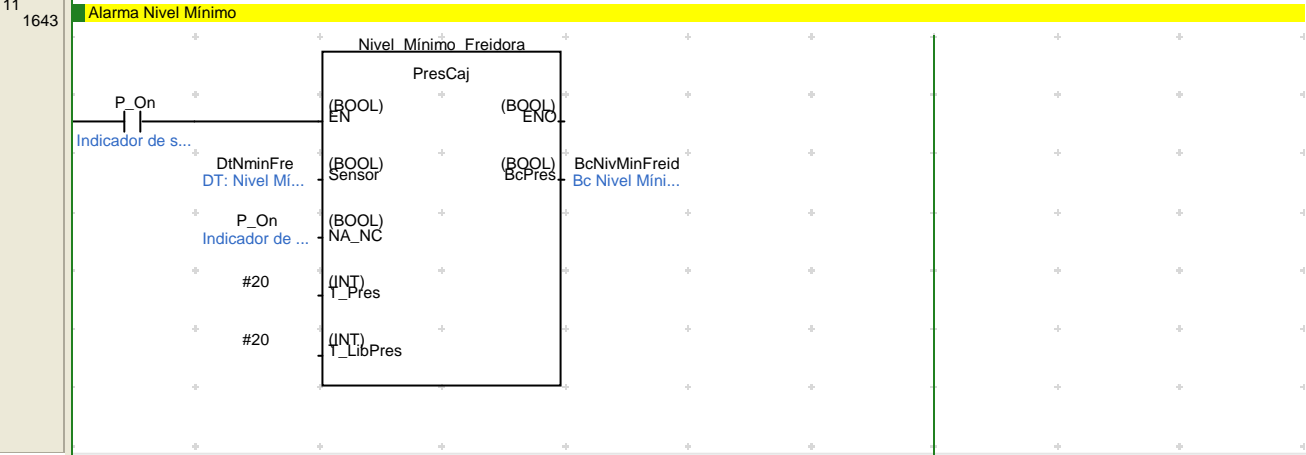 11
1643
Alarma Nivel Mínimo
Nivel_Mínimo_Freidora
PresCaj
P_On
(BOOL)
EN
(BOOL)
ENO
Indicador de s...
DtNminFre
(BOOL)
(BOOL)
BcNivMinFreid
DT: Nivel Mí...
Sensor
BcPres
Bc Nivel Míni...
P_On
(BOOL)
Indicador de ...
NA_NC
#20
(INT)
T_Pres
#20
(INT)
T_LibPres